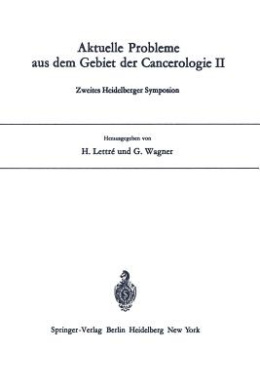 Aktuelle Probleme
aus dem Gebiet der Cancerologie II
Zweites Heidelberger Symposion
Herausgegeben von
H. Lettré und G. Wagner
Springer-Verlag Berlin Heidelberg New York